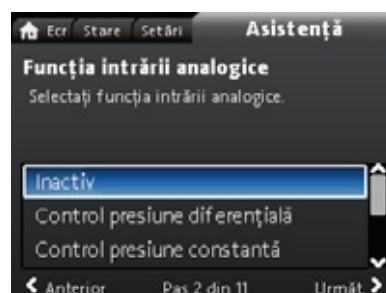 Ecr Stare Setări Asistență
Funcția intrării analogice
Selectați funcția intrării analogice.
Inactiv
Control presiune diferențială
Control presiune constantă
Anterior Pas 2 din 11 Următ